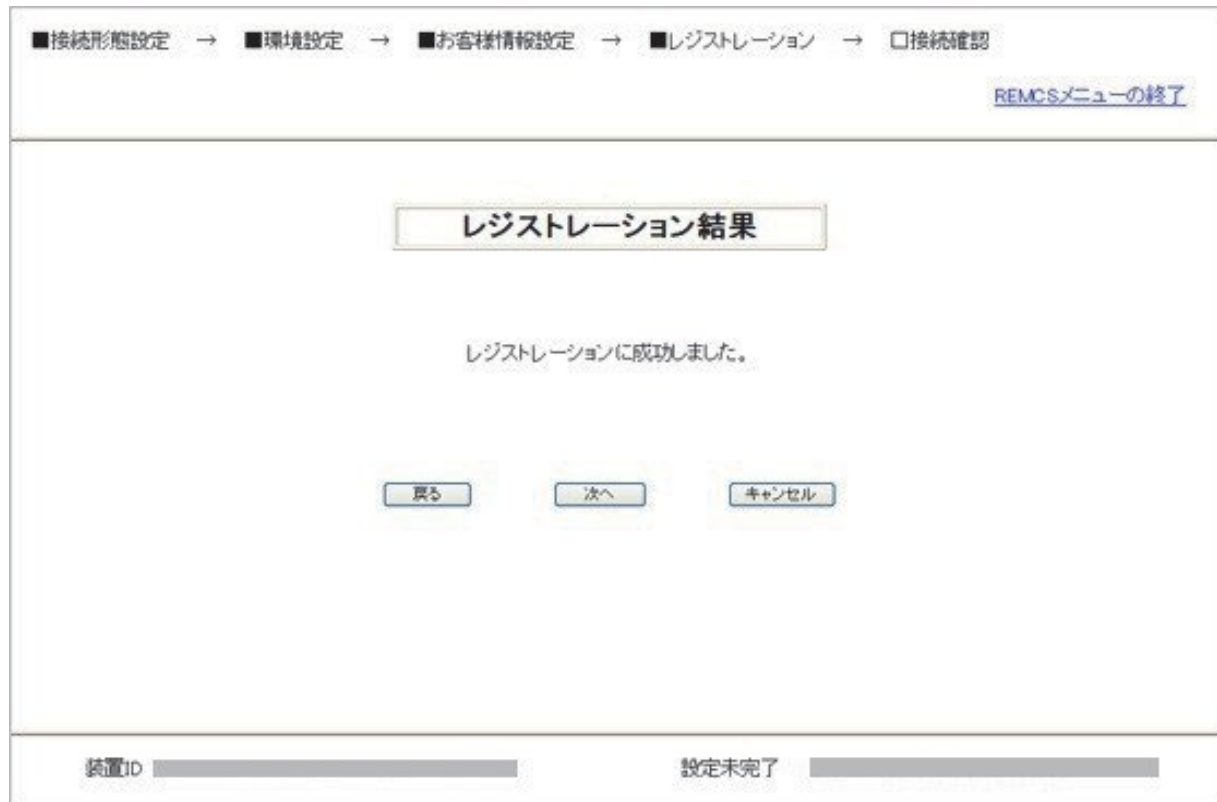 ■接続形態設定 → ■環境設定 → ■お客様情報設定 → ■レジストレーション → □接続確認
REMCSメニューの終了
レジストレーション結果
レジストレーションに成功しました。
戻る 次へ キャンセル
装置ID 設定未完了